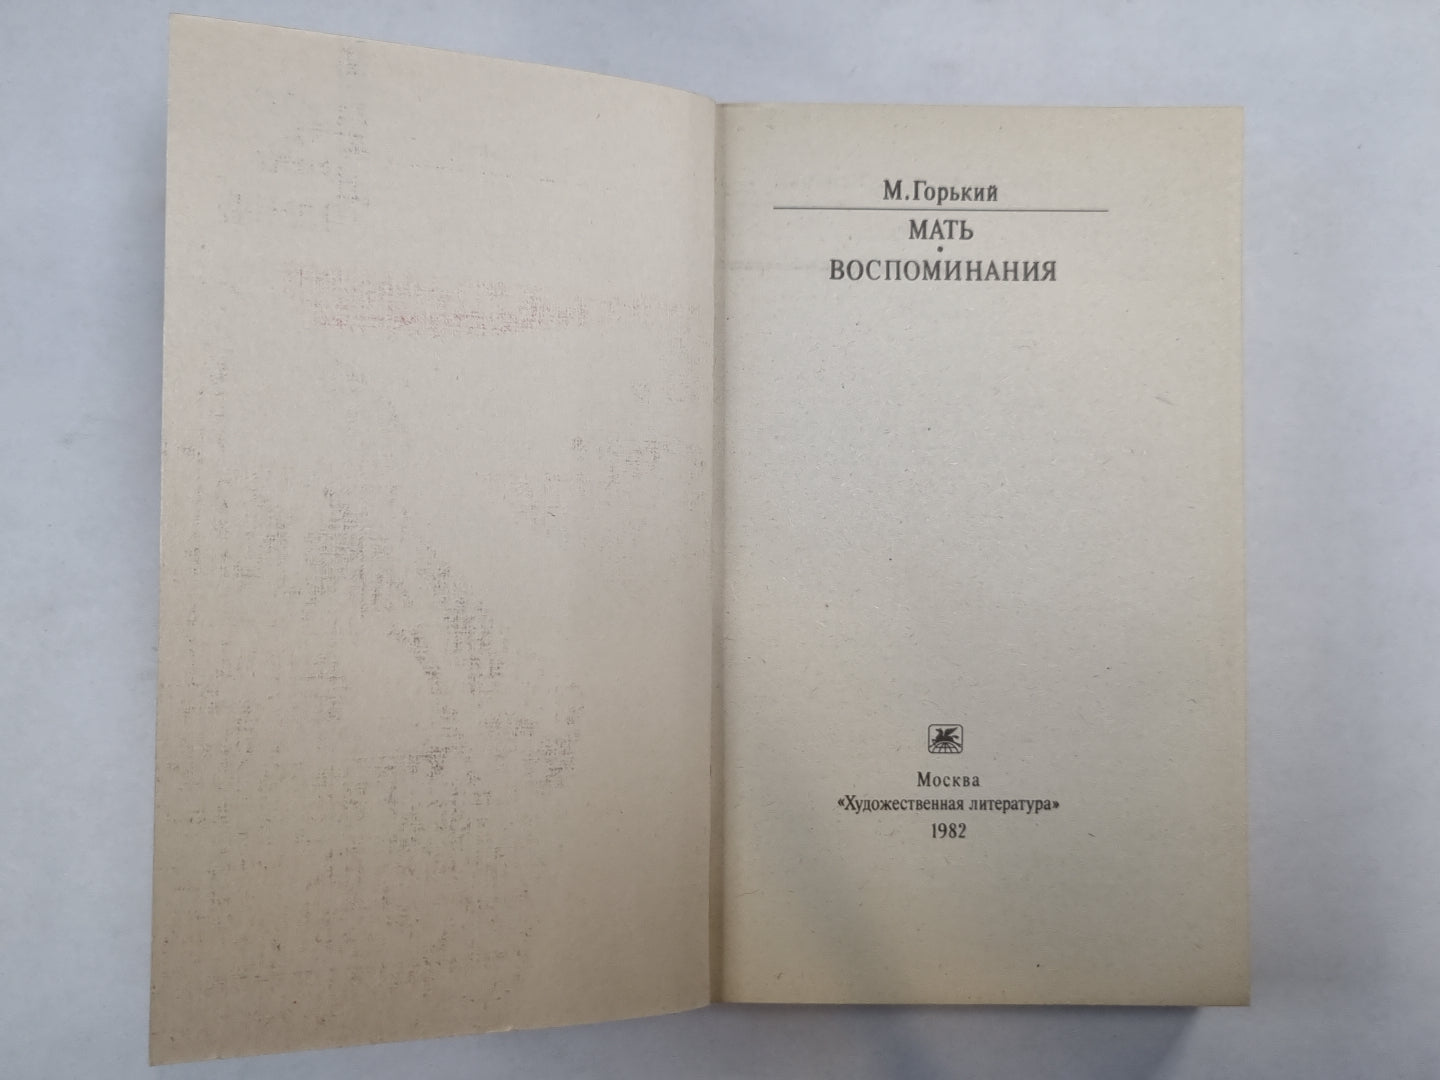 М.Горький
МАТЬ
•
ВОСПОМИНАНИЯ
Москва
«Художественная литература»
1982